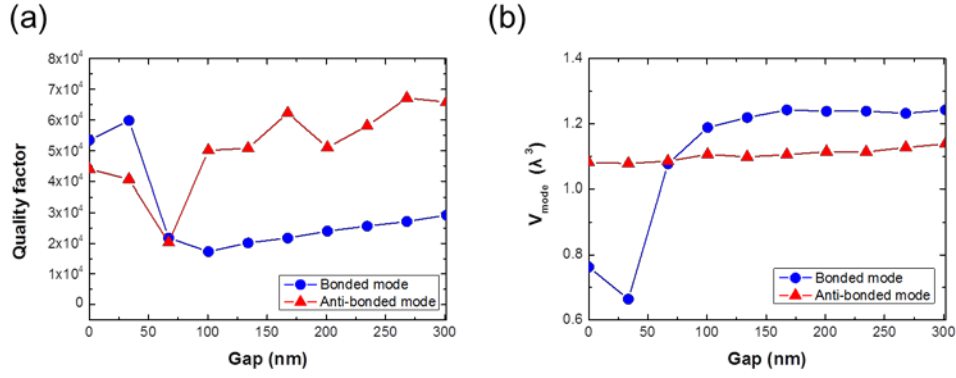 (a)
Quality factor
8x10⁴
7x10⁴
6x10⁴
5x10⁴
4x10⁴
3x10⁴
2x10⁴
1x10⁴
0
0 50 100 150 200 250 300
Gap (nm)
Bonded mode
Anti-bonded mode
(b)
V_mode (λ³)
1.4
1.2
1.0
0.8
0.6
0 50 100 150 200 250 300
Gap (nm)
Bonded mode
Anti-bonded mode